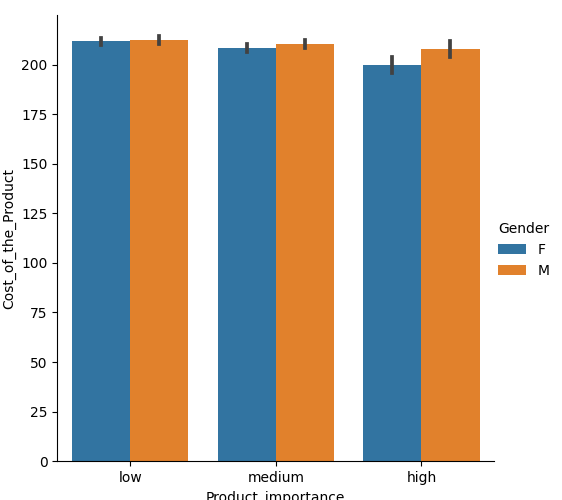 200
175
150
125
100
75
50
25
0
Cost_of_the_Product
low medium high
Product_importance
Gender
F
M